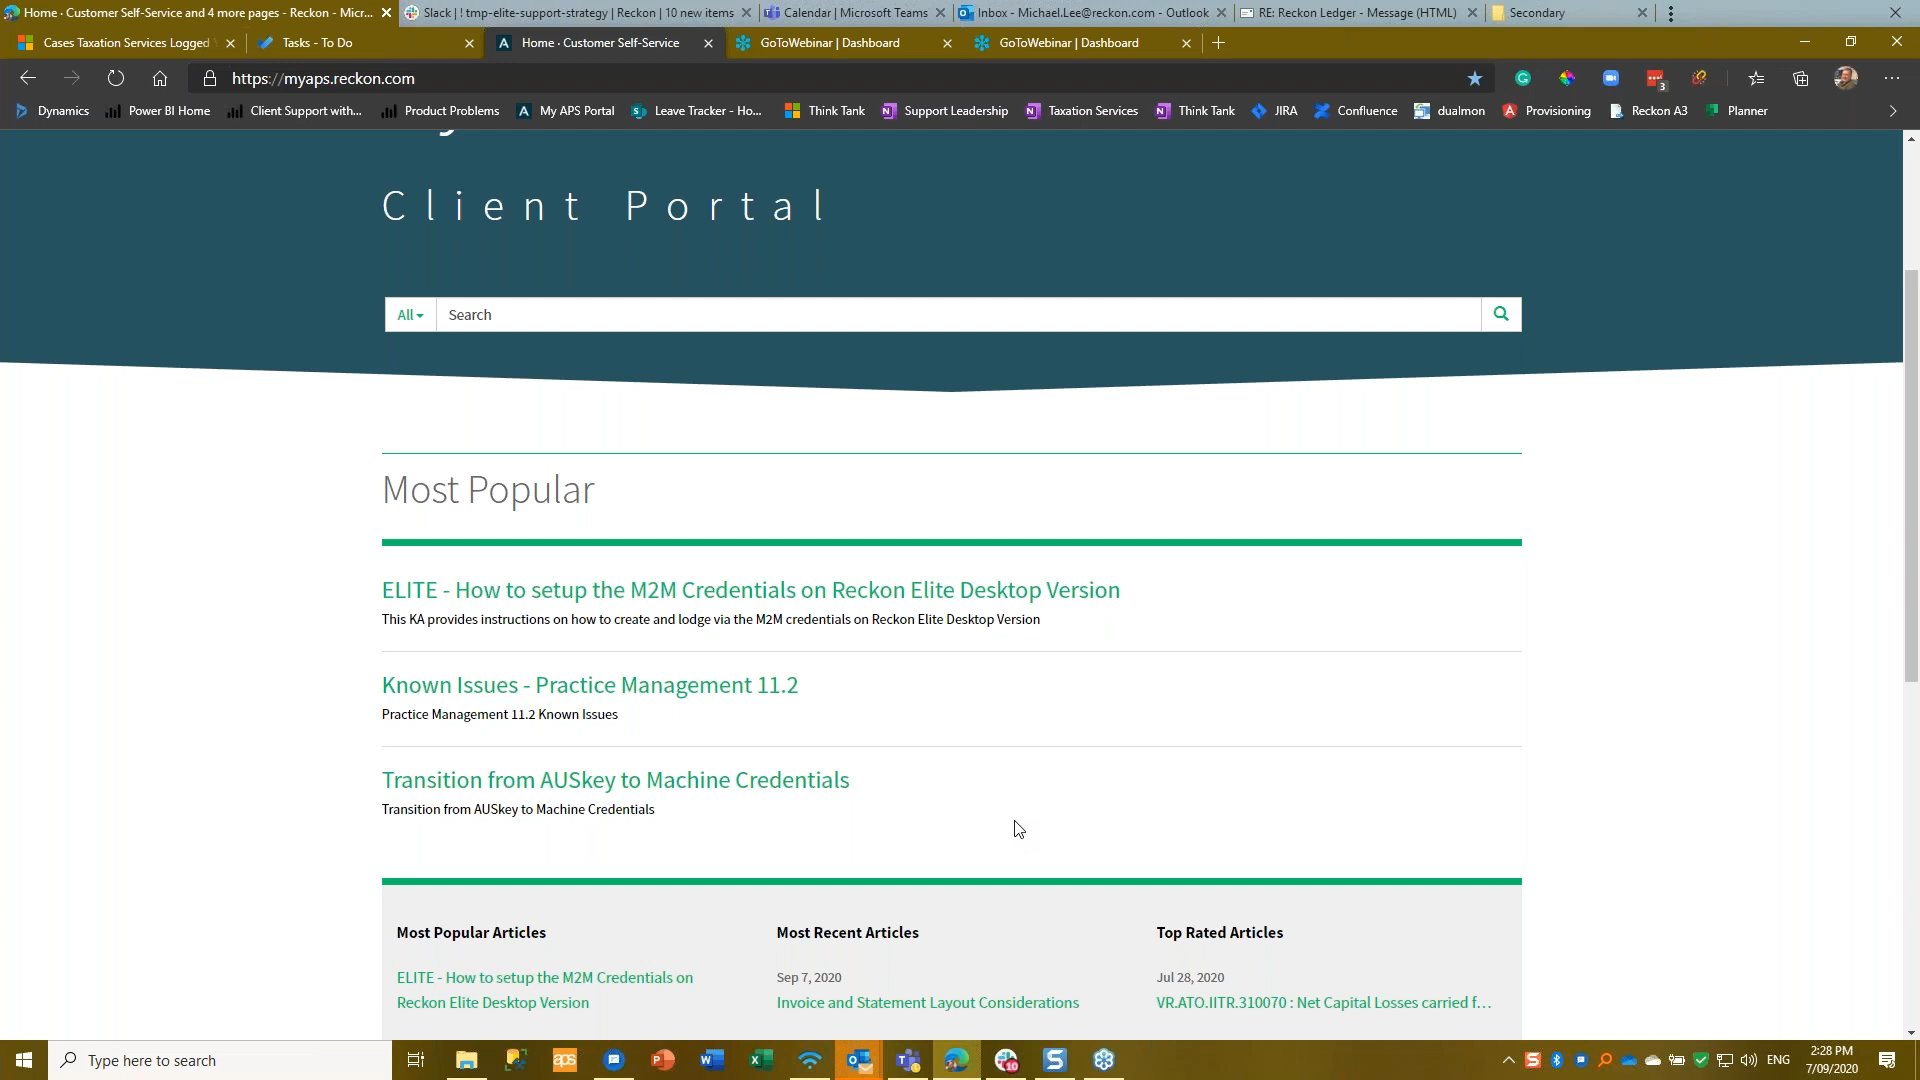 Home · Customer Self-Service and 4 more pages - Reckon - Micr...
Slack | ! tmp-elite-support-strategy | Reckon | 10 new items
Calendar | Microsoft Teams
Inbox - Michael.Lee@reckon.com - Outlook
RE: Reckon Ledger - Message (HTML)
Secondary
Cases Taxation Services Logged
Tasks - To Do
Home · Customer Self-Service
GoToWebinar | Dashboard
GoToWebinar | Dashboard
https://myaps.reckon.com
3
Dynamics
Power BI Home
Client Support with...
Product Problems
My APS Portal
Leave Tracker - Ho...
Think Tank
Support Leadership
Taxation Services
Think Tank
JIRA
Confluence
dualmon
Provisioning
Reckon A3
Planner
Client Portal
All
Search
Most Popular
ELITE - How to setup the M2M Credentials on Reckon Elite Desktop Version
This KA provides instructions on how to create and lodge via the M2M credentials on Reckon Elite Desktop Version
Known Issues - Practice Management 11.2
Practice Management 11.2 Known Issues
Transition from AUSkey to Machine Credentials
Transition from AUSkey to Machine Credentials
Most Popular Articles
ELITE - How to setup the M2M Credentials on
Reckon Elite Desktop Version
Most Recent Articles
Sep 7, 2020
Invoice and Statement Layout Considerations
Top Rated Articles
Jul 28, 2020
VR.ATO.IITR.310070 : Net Capital Losses carried f...
Type here to search
aps
10
ENG
2:28 PM
7/09/2020